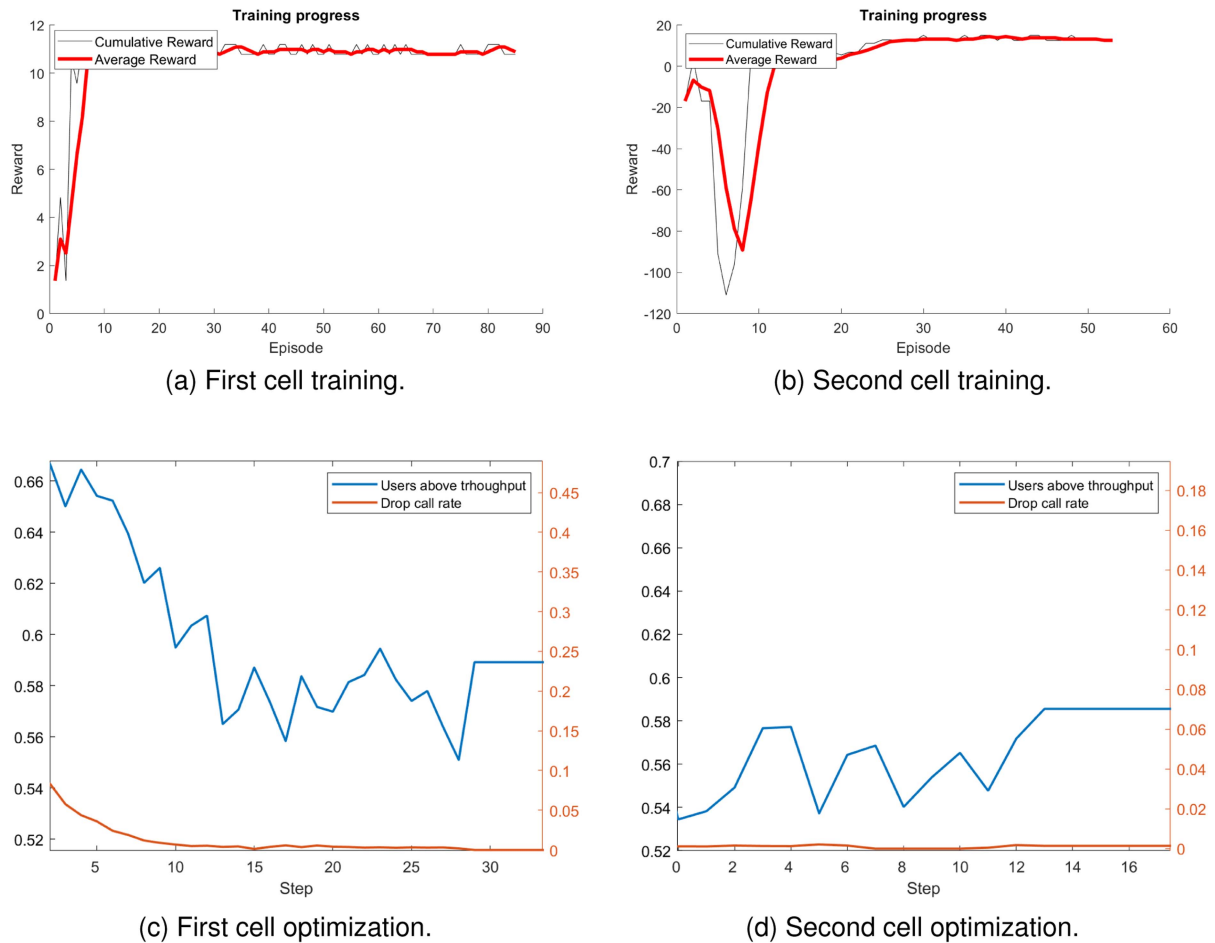 Training progress
12
10
8
6
4
2
0
Reward
Cumulative Reward
Average Reward
0 10 20 30 40 50 60 70 80 90
Episode
(a) First cell training.
Training progress
20
0
-20
-40
-60
-80
-100
-120
Reward
Cumulative Reward
Average Reward
0 10 20 30 40 50 60
Episode
(b) Second cell training.
0.66
0.64
0.62
0.6
0.58
0.56
0.54
0.52
Users above trhoughput
Drop call rate
0.45
0.4
0.35
0.3
0.25
0.2
0.15
0.1
0.05
0
5 10 15 20 25 30
Step
(c) First cell optimization.
0.7
0.68
0.66
0.64
0.62
0.6
0.58
0.56
0.54
0.52
Users above throughput
Drop call rate
0.18
0.16
0.14
0.12
0.1
0.08
0.06
0.04
0.02
0
0 2 4 6 8 10 12 14 16
Step
(d) Second cell optimization.